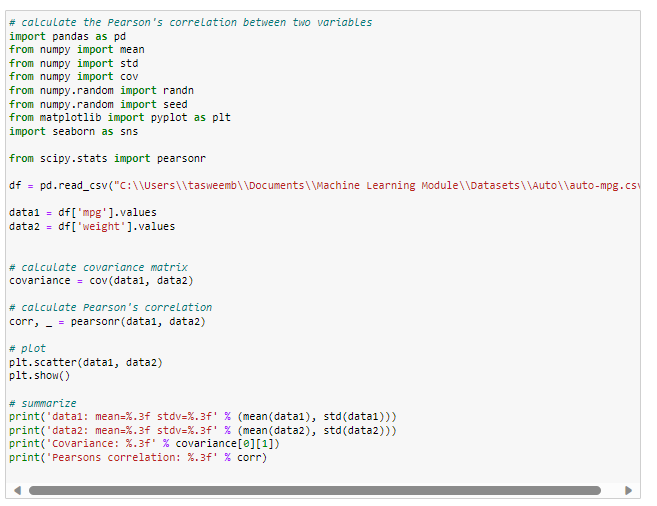 # calculate the Pearson's correlation between two variables
import pandas as pd
from numpy import mean
from numpy import std
from numpy import cov
from numpy.random import randn
from numpy.random import seed
from matplotlib import pyplot as plt
import seaborn as sns
from scipy.stats import pearsonr
df = pd.read_csv("C:\\Users\\tasweemb\\Documents\\Machine Learning Module\\Datasets\\Auto\\auto-mpg.csv
data1 = df['mpg'].values
data2 = df['weight'].values
# calculate covariance matrix
covariance = cov(data1, data2)
# calculate Pearson's correlation
corr, _ = pearsonr(data1, data2)
# plot
plt.scatter(data1, data2)
plt.show()
# summarize
print('data1: mean=%.3f stdv=%.3f' % (mean(data1), std(data1)))
print('data2: mean=%.3f stdv=%.3f' % (mean(data2), std(data2)))
print('Covariance: %.3f' % covariance[0][1])
print('Pearsons correlation: %.3f' % corr)